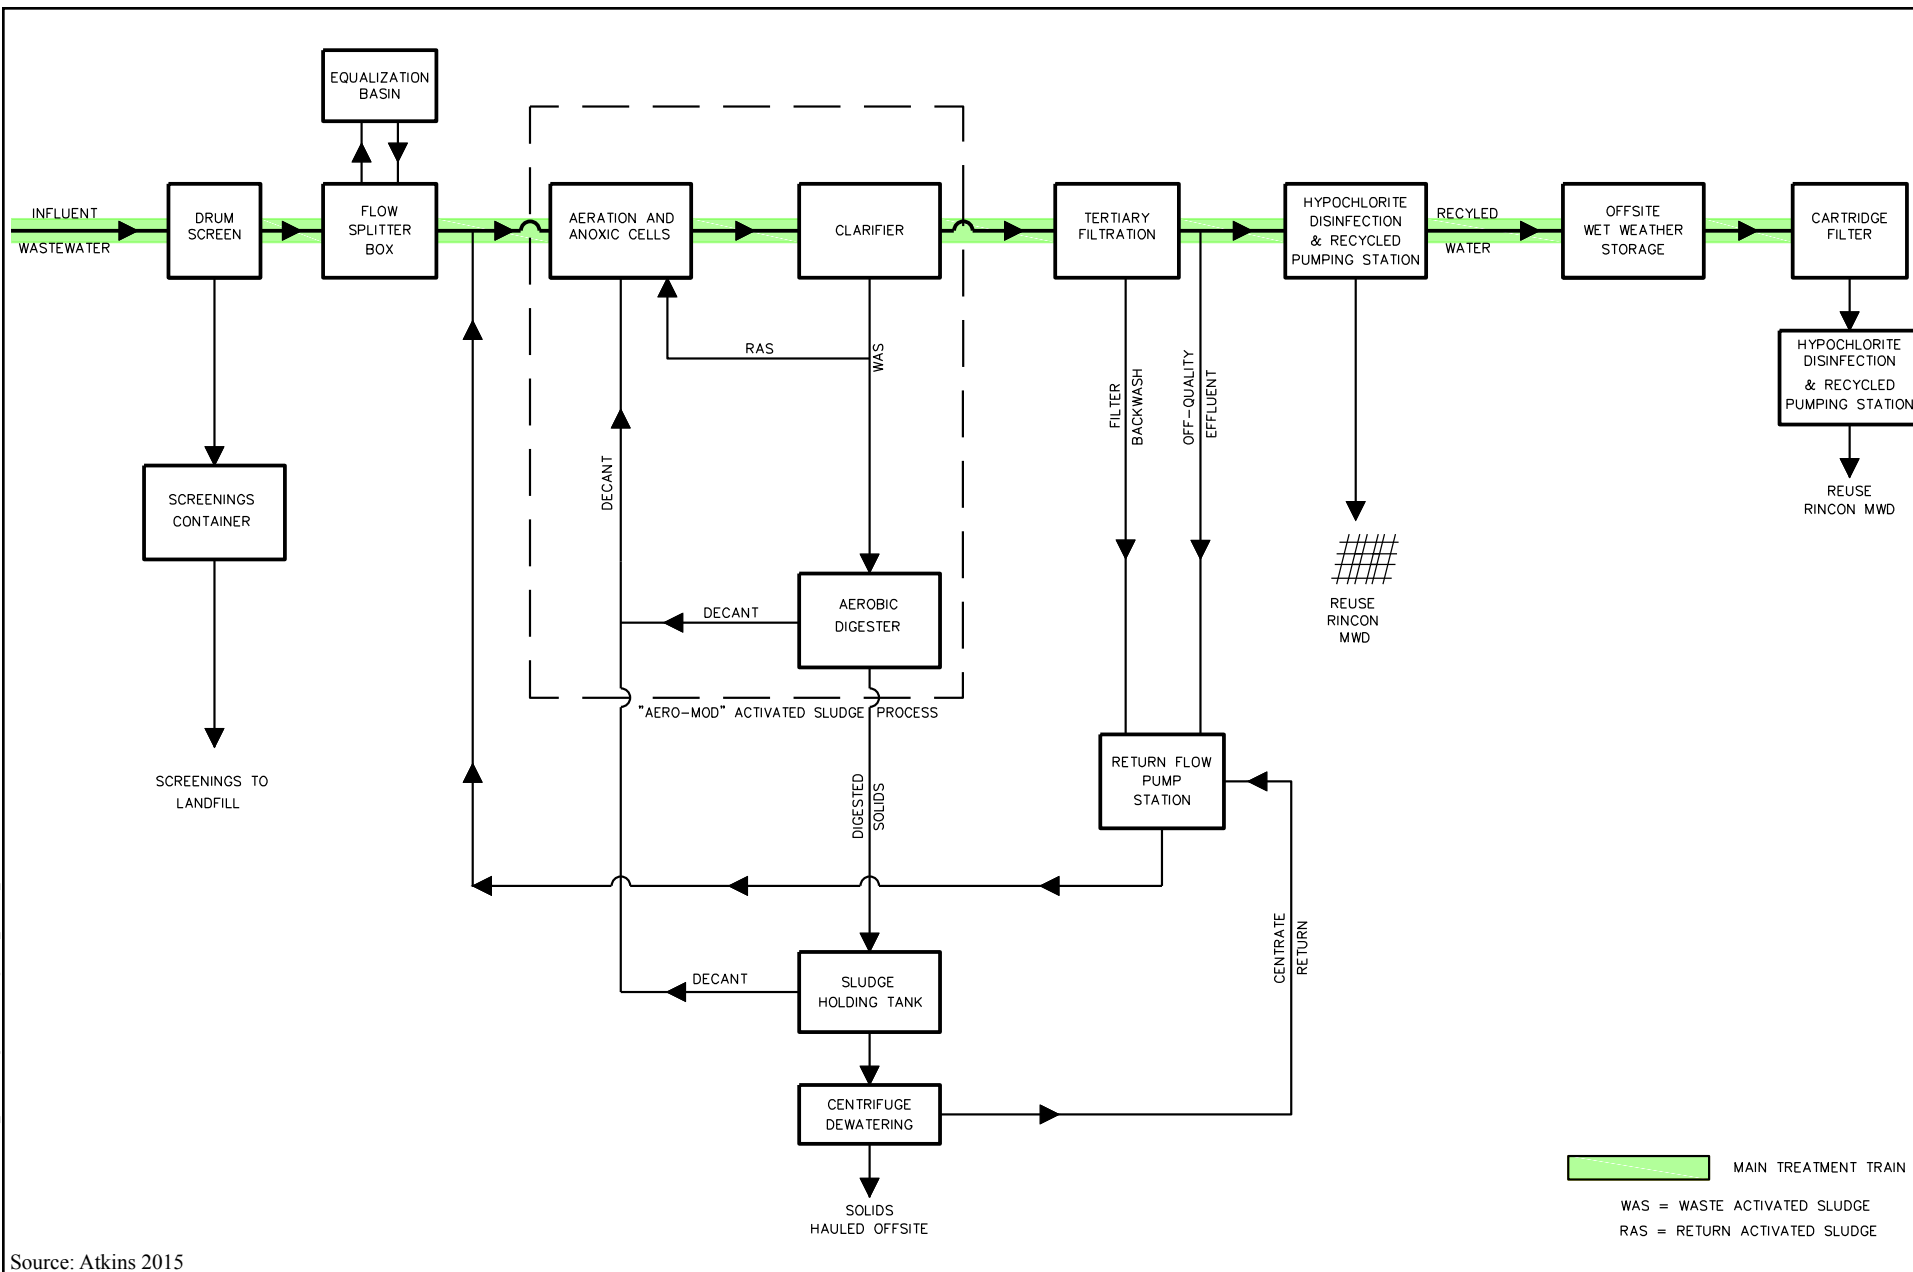 EQUALIZATION
BASIN
INFLUENT
WASTEWATER
DRUM
SCREEN
FLOW
SPLITTER
BOX
AERATION AND
ANOXIC CELLS
CLARIFIER
TERTIARY
FILTRATION
HYPOCHLORITE
DISINFECTION
& RECYCLED
PUMPING STATION
RECYLED
WATER
OFFSITE
WET WEATHER
STORAGE
CARTRIDGE
FILTER
HYPOCHLORITE
DISINFECTION
& RECYCLED
PUMPING STATION
REUSE
RINCON MWD
RAS
WAS
FILTER
BACKWASH
OFF-QUALITY
EFFLUENT
DECANT
SCREENINGS
CONTAINER
REUSE
RINCON
MWD
DECANT
AEROBIC
DIGESTER
"AERO-MOD" ACTIVATED SLUDGE PROCESS
SCREENINGS TO
LANDFILL
DIGESTED
SOLIDS
RETURN FLOW
PUMP
STATION
CENTRATE
RETURN
DECANT
SLUDGE
HOLDING TANK
CENTRIFUGE
DEWATERING
SOLIDS
HAULED OFFSITE
MAIN TREATMENT TRAIN
WAS = WASTE ACTIVATED SLUDGE
RAS = RETURN ACTIVATED SLUDGE
Source: Atkins 2015